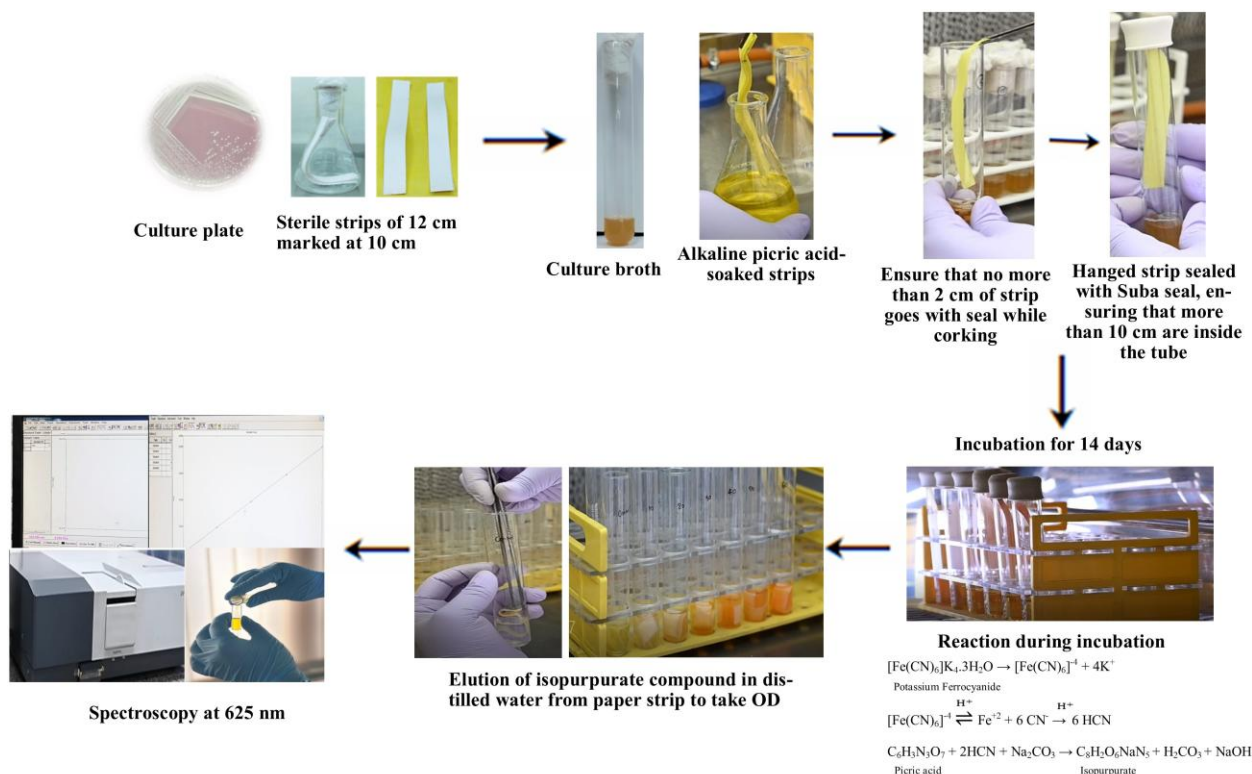 Culture plate
Sterile strips of 12 cm
marked at 10 cm
Culture broth
Alkaline picric acid-
soaked strips
Ensure that no more
than 2 cm of strip
goes with seal while
corking
Hanged strip sealed
with Suba seal, en-
suring that more
than 10 cm are inside
the tube
Incubation for 14 days
Reaction during incubation
[Fe(CN)₆]K₄.3H₂O → [Fe(CN)₆]⁻⁴ + 4K⁺
Potassium Ferrocyanide
H⁺ H⁺
[Fe(CN)₆]⁻⁴ ⇌ Fe⁺² + 6 CN⁻ → 6 HCN
C₆H₃N₃O₇ + 2HCN + Na₂CO₃ → C₈H₂O₆NaN₅ + H₂CO₃ + NaOH
Picric acid Isopurpurate
Elution of isopurpurate compound in dis-
tilled water from paper strip to take OD
Spectroscopy at 625 nm